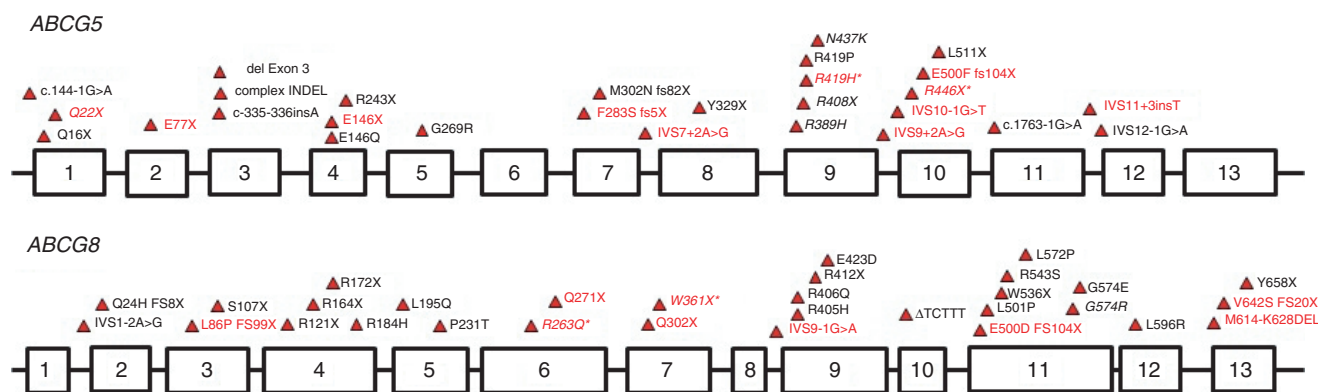 ABCG5
N437K
L511X
del Exon 3
R419P
E500F fs104X
c.144-1G>A
complex INDEL
R243X
M302N fs82X
R419H*
R446X*
IVS11+3insT
Q22X
E77X
c-335-336insA
E146X
F283S fs5X
Y329X
R408X
IVS10-1G>T
Q16X
E146Q
G269R
IVS7+2A>G
R389H
IVS9+2A>G
c.1763-1G>A
IVS12-1G>A
1 2 3 4 5 6 7 8 9 10 11 12 13
ABCG8
L572P
E423D
R172X
R412X
R543S
Y658X
Q24H FS8X
S107X
R164X
L195Q
Q271X
W361X*
R406Q
W536X
G574E
V642S FS20X
IVS1-2A>G
L86P FS99X
R121X
R184H
P231T
R263Q*
Q302X
R405H
ΔTCTTT
L501P
G574R
L596R
M614-K628DEL
IVS9-1G>A
E500D FS104X
1 2 3 4 5 6 7 8 9 10 11 12 13